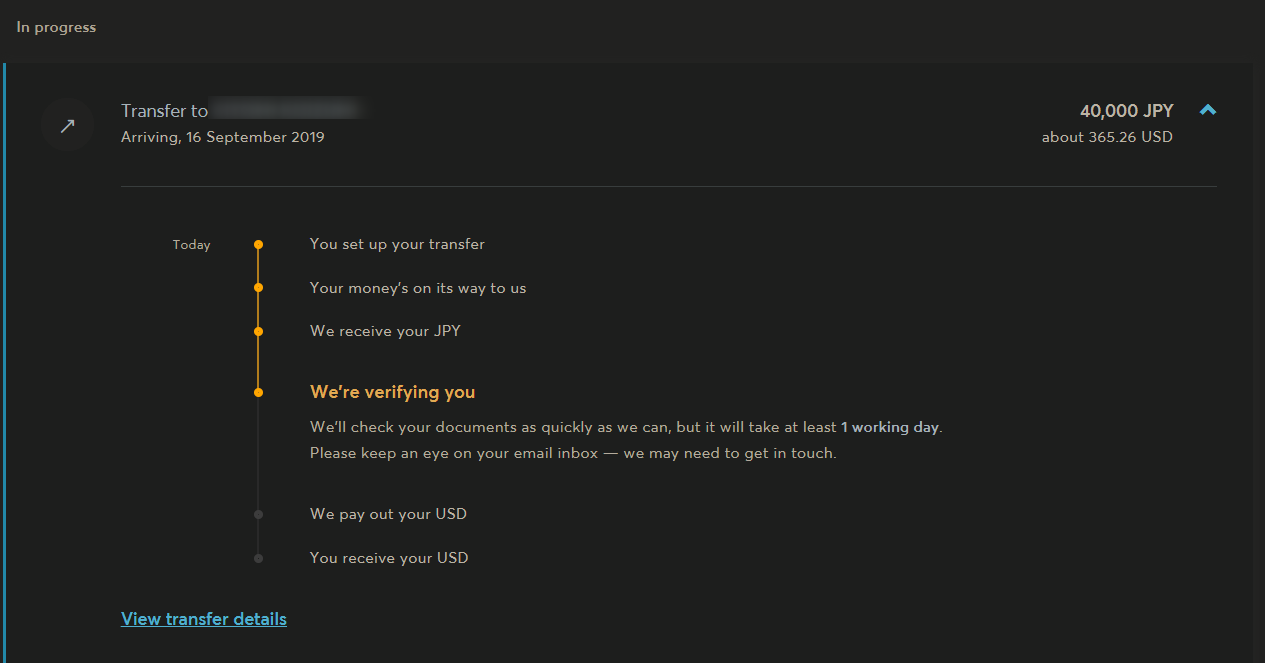 In progress
Transfer to
40,000 JPY
Arriving, 16 September 2019
about 365.26 USD
Today
You set up your transfer
Your money's on its way to us
We receive your JPY
We're verifying you
We'll check your documents as quickly as we can, but it will take at least 1 working day.
Please keep an eye on your email inbox — we may need to get in touch.
We pay out your USD
You receive your USD
View transfer details